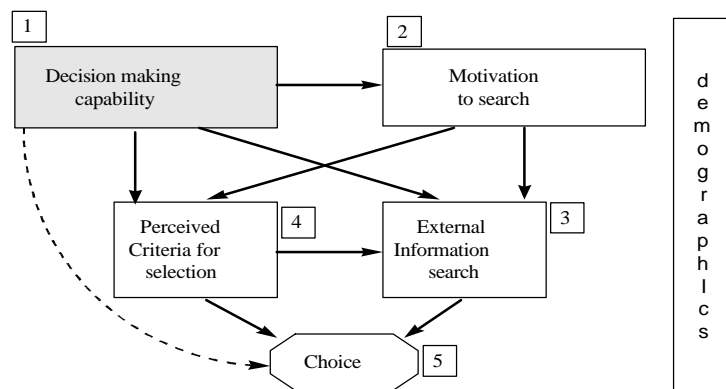 1
Decision making
capability
2
Motivation
to search
Perceived
Criteria for
selection
4
External
Information
search
3
Choice
5
d
e
m
o
g
r
a
p
h
I
c
s